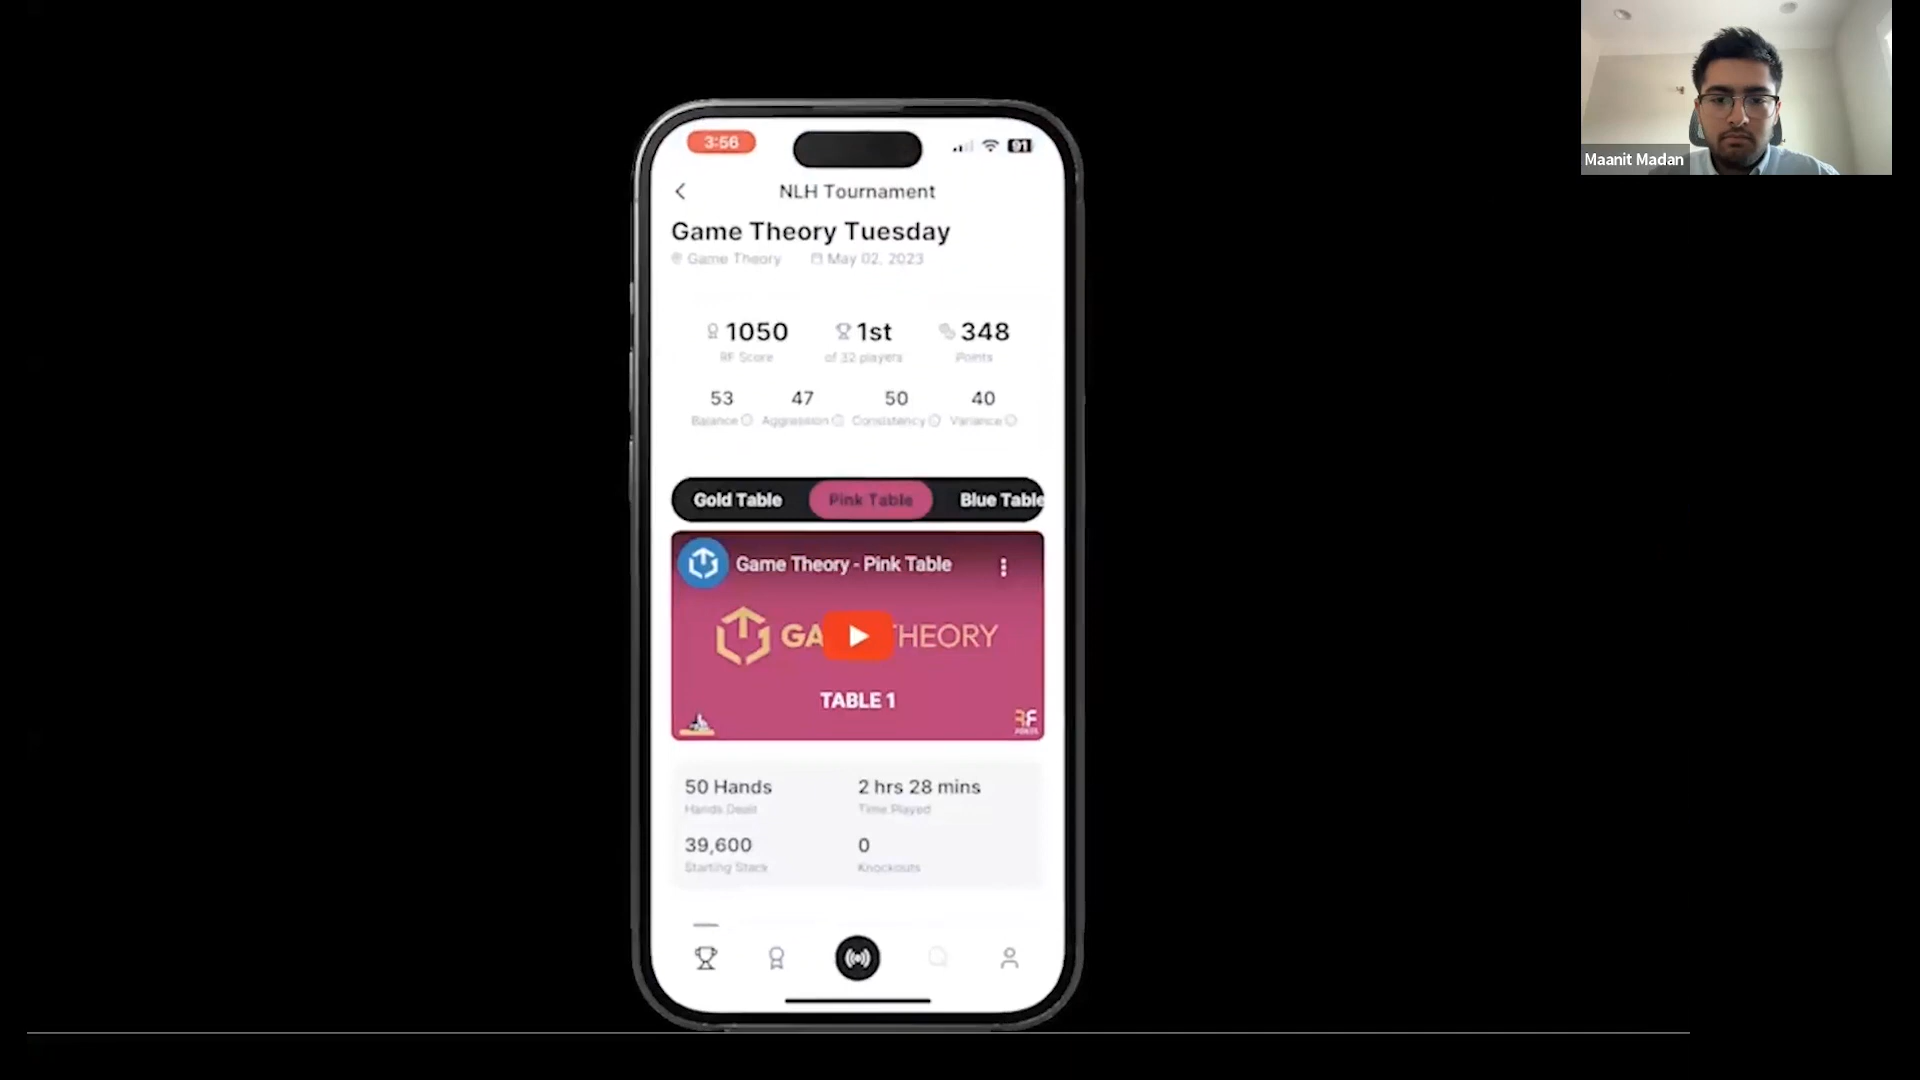 3:56
91
NLH Tournament
Game Theory Tuesday
Game Theory May 02, 2023
1050 1st 348
RF Score of 32 players Points
53 47 50 40
Balance Aggression Consistency Variance
Gold Table Pink Table Blue Table
Game Theory - Pink Table
GA HEORY
TABLE 1
RF
POKER
50 Hands 2 hrs 28 mins
Hands Dealt Time Played
39,600 0
Starting Stack Knockouts
Maanit Madan